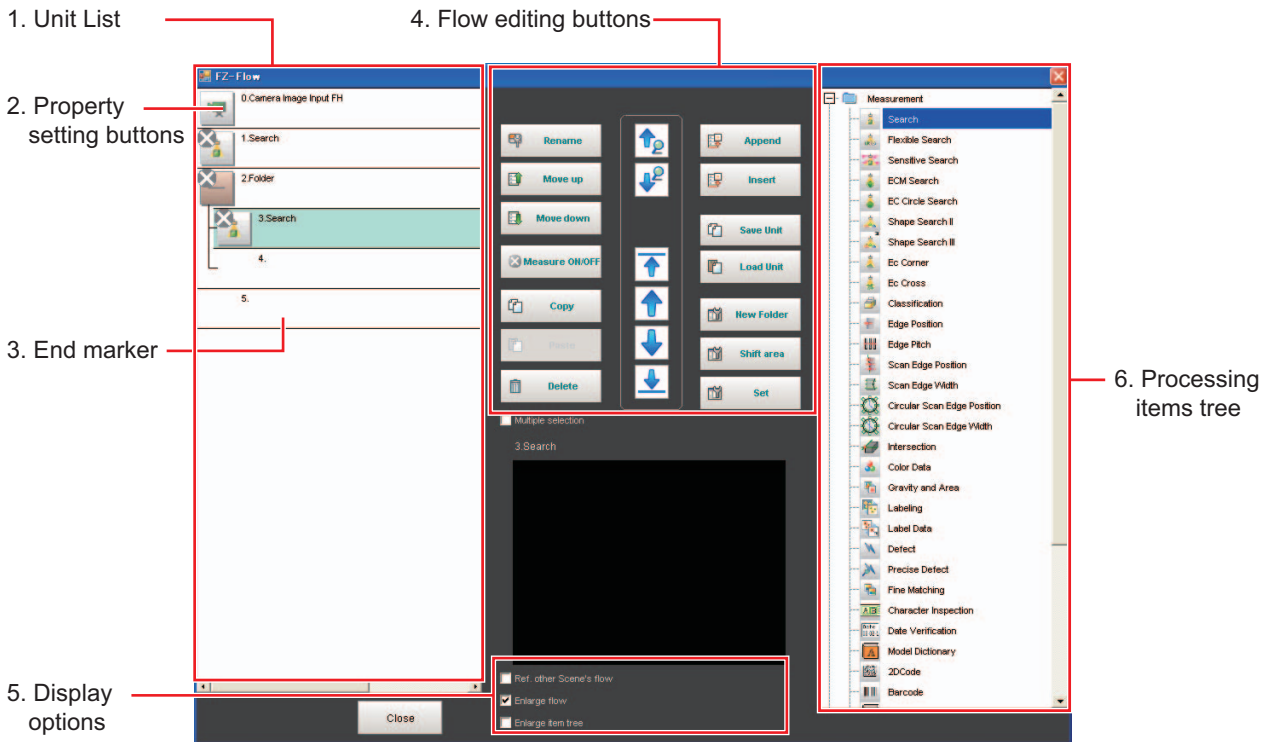 1. Unit List
4. Flow editing buttons
FZ-Flow
2. Property
setting buttons
0.Camera Image Input FH
1.Search
2.Folder
3.Search
4.
5.
3. End marker
Rename
Move up
Move down
Measure ON/OFF
Copy
Paste
Delete
Append
Insert
Save Unit
Load Unit
New Folder
Shift area
Set
Multiple selection
3.Search
5. Display
options
Ref. other Scene's flow
Enlarge flow
Enlarge item tree
Close
Measurement
Search
Flexible Search
Sensitive Search
ECM Search
EC Circle Search
Shape Search II
Shape Search III
Ec Corner
Ec Cross
Classification
Edge Position
Edge Pitch
Scan Edge Position
Scan Edge Width
Circular Scan Edge Position
Circular Scan Edge Width
Intersection
Color Data
Gravity and Area
Labeling
Label Data
Defect
Precise Defect
Fine Matching
Character Inspection
Date Verification
Model Dictionary
2DCode
Barcode
6. Processing
items tree